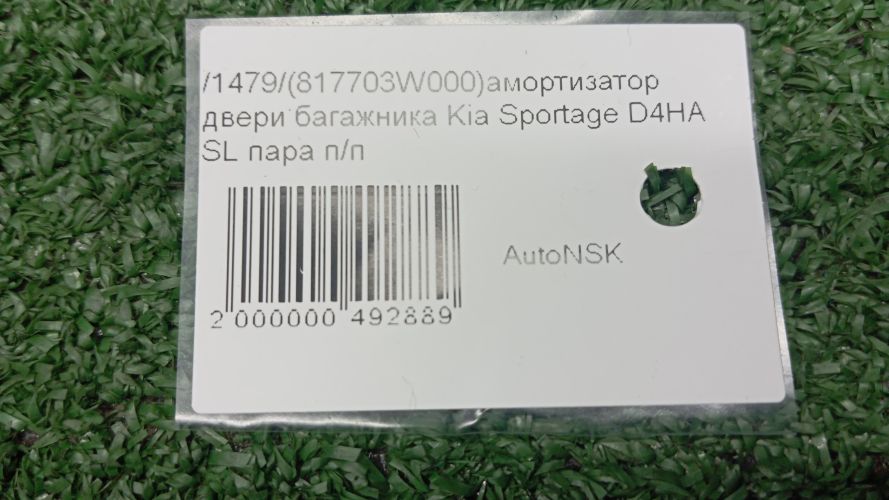 /1479/(817703W000)амортизатор
двери багажника Kia Sportage D4HA
SL пара п/п
AutoNSK
2 000000 492889